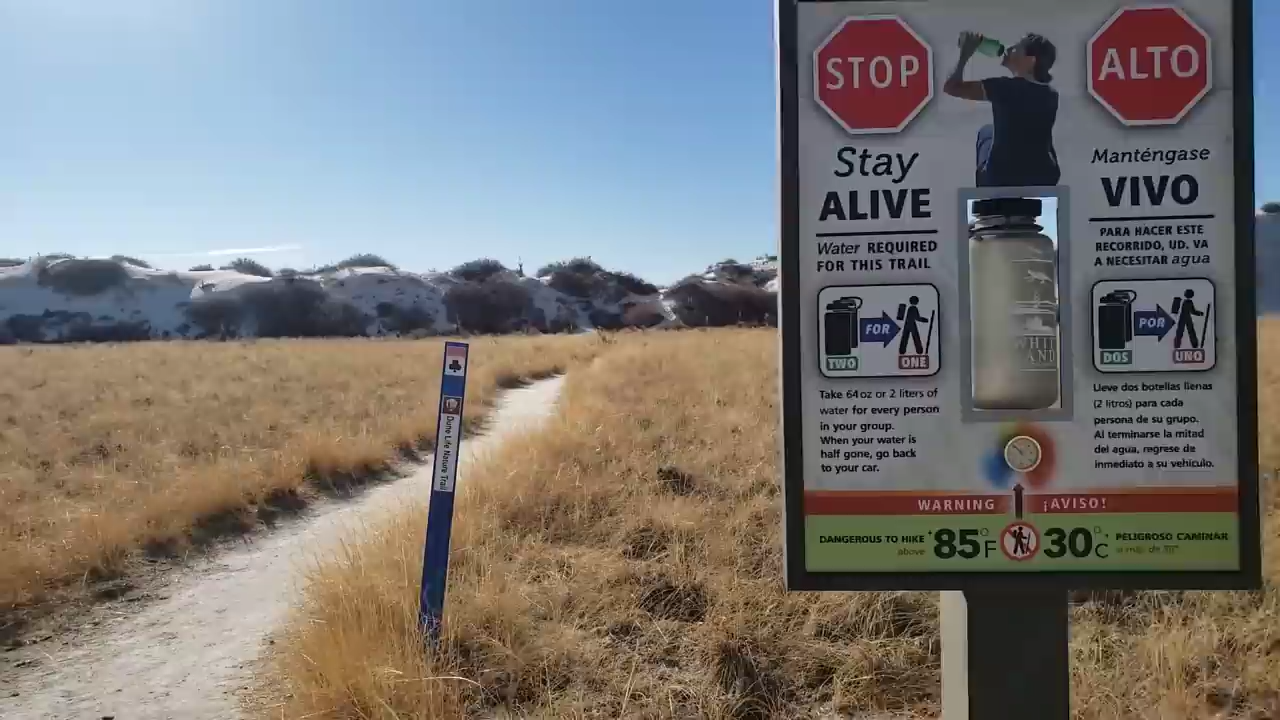 STOP
Stay
ALIVE
Water REQUIRED
FOR THIS TRAIL
FOR
TWO
ONE
Take 64oz or 2 liters of
water for every person
in your group.
When your water is
half gone, go back
to your car.
ALTO
Manténgase
VIVO
PARA HACER ESTE
RECORRIDO, UD. VA
A NECESITAR agua
POR
DOS
UNO
Lleve dos botellas llenas
(2 litros) para cada
persona de su grupo.
Al terminarse la mitad
del agua, regrese de
inmediato a su vehículo.
WARNING
¡AVISO!
DANGEROUS TO HIKE
above
85°F
30°C
PELIGROSO CAMINAR
a más de 30°
Dune Life Nature Trail